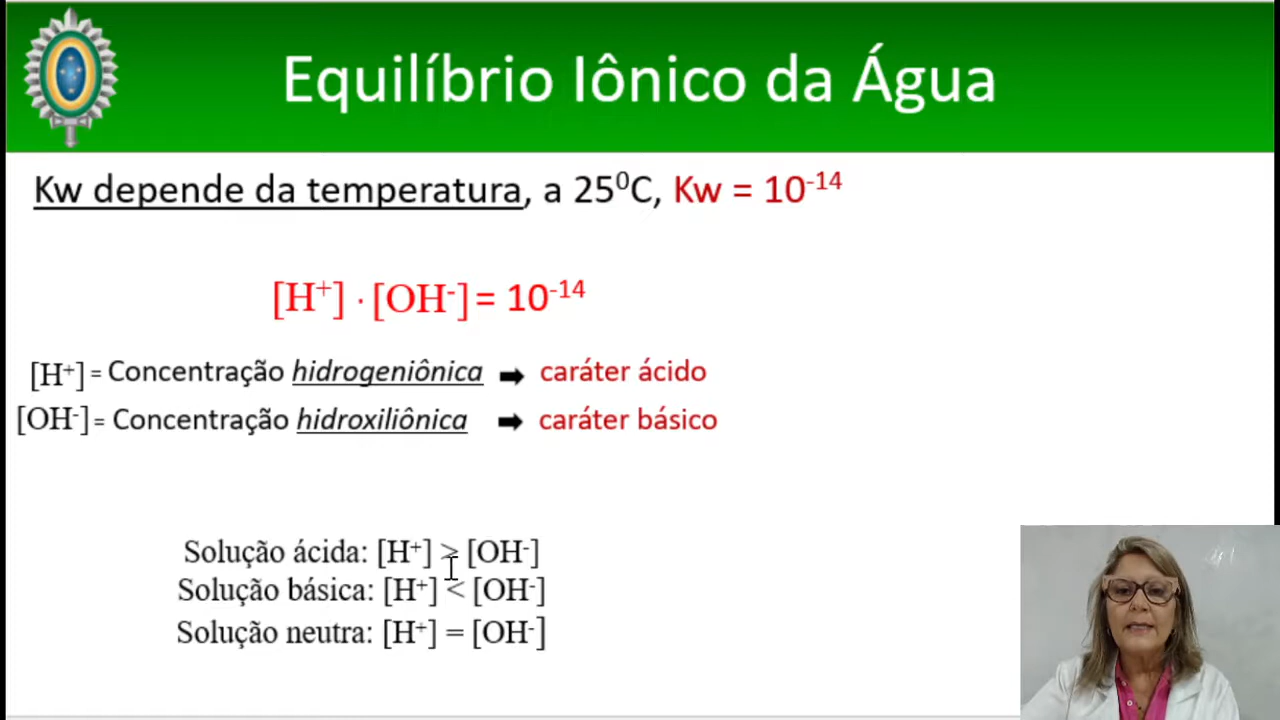 Equilíbrio Iônico da Água
Kw depende da temperatura, a 25⁰C, Kw = 10⁻¹⁴
[H⁺] · [OH⁻] = 10⁻¹⁴
[H⁺] = Concentração hidrogeniônica ➡ caráter ácido
[OH⁻] = Concentração hidroxiliônica ➡ caráter básico
Solução ácida: [H⁺] > [OH⁻]
Solução básica: [H⁺] < [OH⁻]
Solução neutra: [H⁺] = [OH⁻]